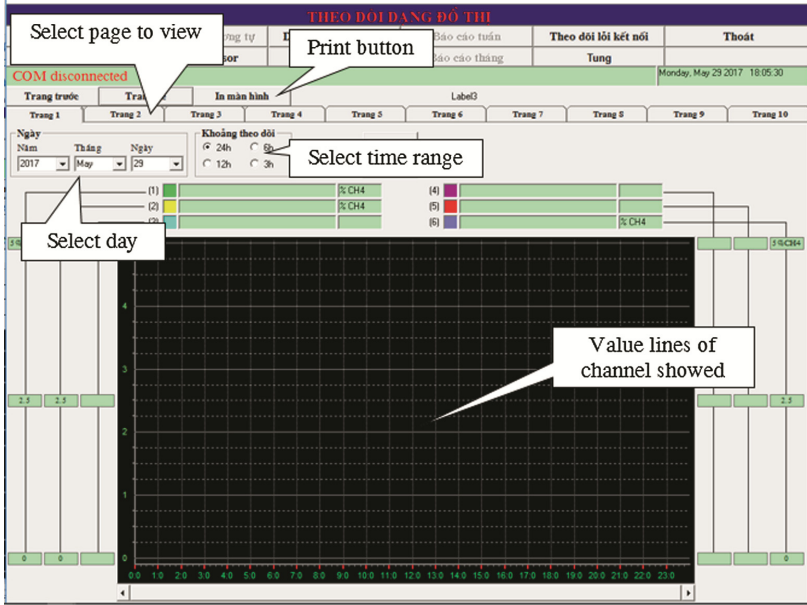 THEO DOI DANG ĐỒ THI
Select page to view
ơng tự
Báo cáo tuần
Theo dõi lỗi kết nối
Thoát
Print button
sor
Báo cáo tháng
Tung
COM disconnected
Monday, May 29 2017 18:05:30
Trang trước
In màn hình
Label3
Trang 1
Trang 2
Trang 3
Trang 4
Trang 5
Trang 6
Trang 7
Trang 8
Trang 9
Trang 10
Ngày
Năm Tháng Ngày
2017 May 29
Khoảng theo dõi
24h 6h
12h 3h
Select time range
(1) % CH4 (4)
(2) % CH4 (5)
(6) % CH4
Select day
5 %CH4
4
Value lines of
channel showed
3
2.5 2.5 2.5
2
1
0 0 0 0
0:0 1:0 2:0 3:0 4:0 5:0 6:0 7:0 8:0 9:0 10:0 11:0 12:0 13:0 14:0 15:0 16:0 17:0 18:0 19:0 20:0 21:0 22:0 23:0